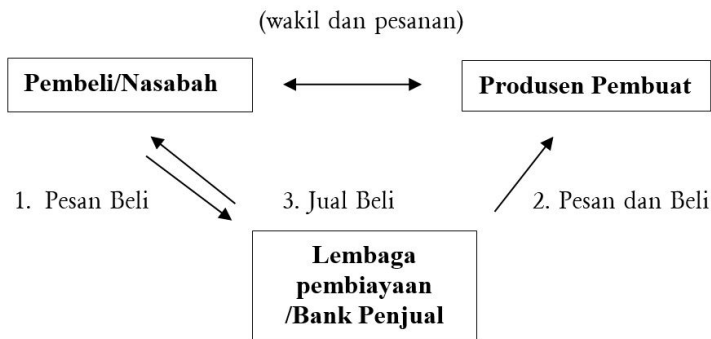 (wakil dan pesanan)
Pembeli/Nasabah
Produsen Pembuat
1. Pesan Beli
3. Jual Beli
2. Pesan dan Beli
Lembaga
pembiayaan
/Bank Penjual